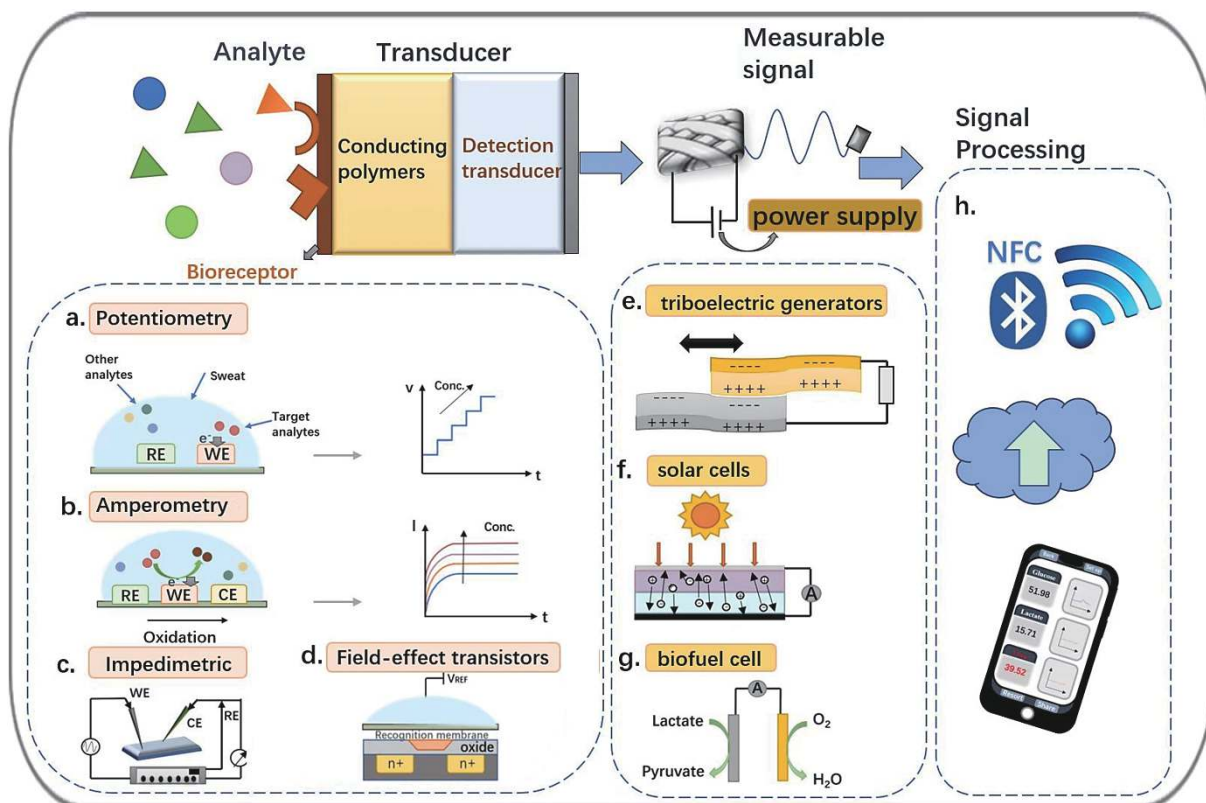 Analyte
Transducer
Measurable
signal
Signal
Processing
Conducting
polymers
Detection
transducer
power supply
Bioreceptor
a. Potentiometry
Other
analytes
Sweat
Target
analytes
e-
RE
WE
V
Conc.
t
b. Amperometry
e-
RE
WE
CE
Oxidation
I
Conc.
t
c. Impedimetric
WE
CE
RE
d. Field-effect transistors
VREF
Recognition membrane
oxide
n+
n+
e. triboelectric generators
- - - -
- - - -
++++
++++
- - - -
- - - -
++++
++++
f. solar cells
A
g. biofuel cell
A
Lactate
O2
Pyruvate
H2O
h.
NFC
Back
Glucose
51.98
Lactate
15.71
39.52
Resort
Share